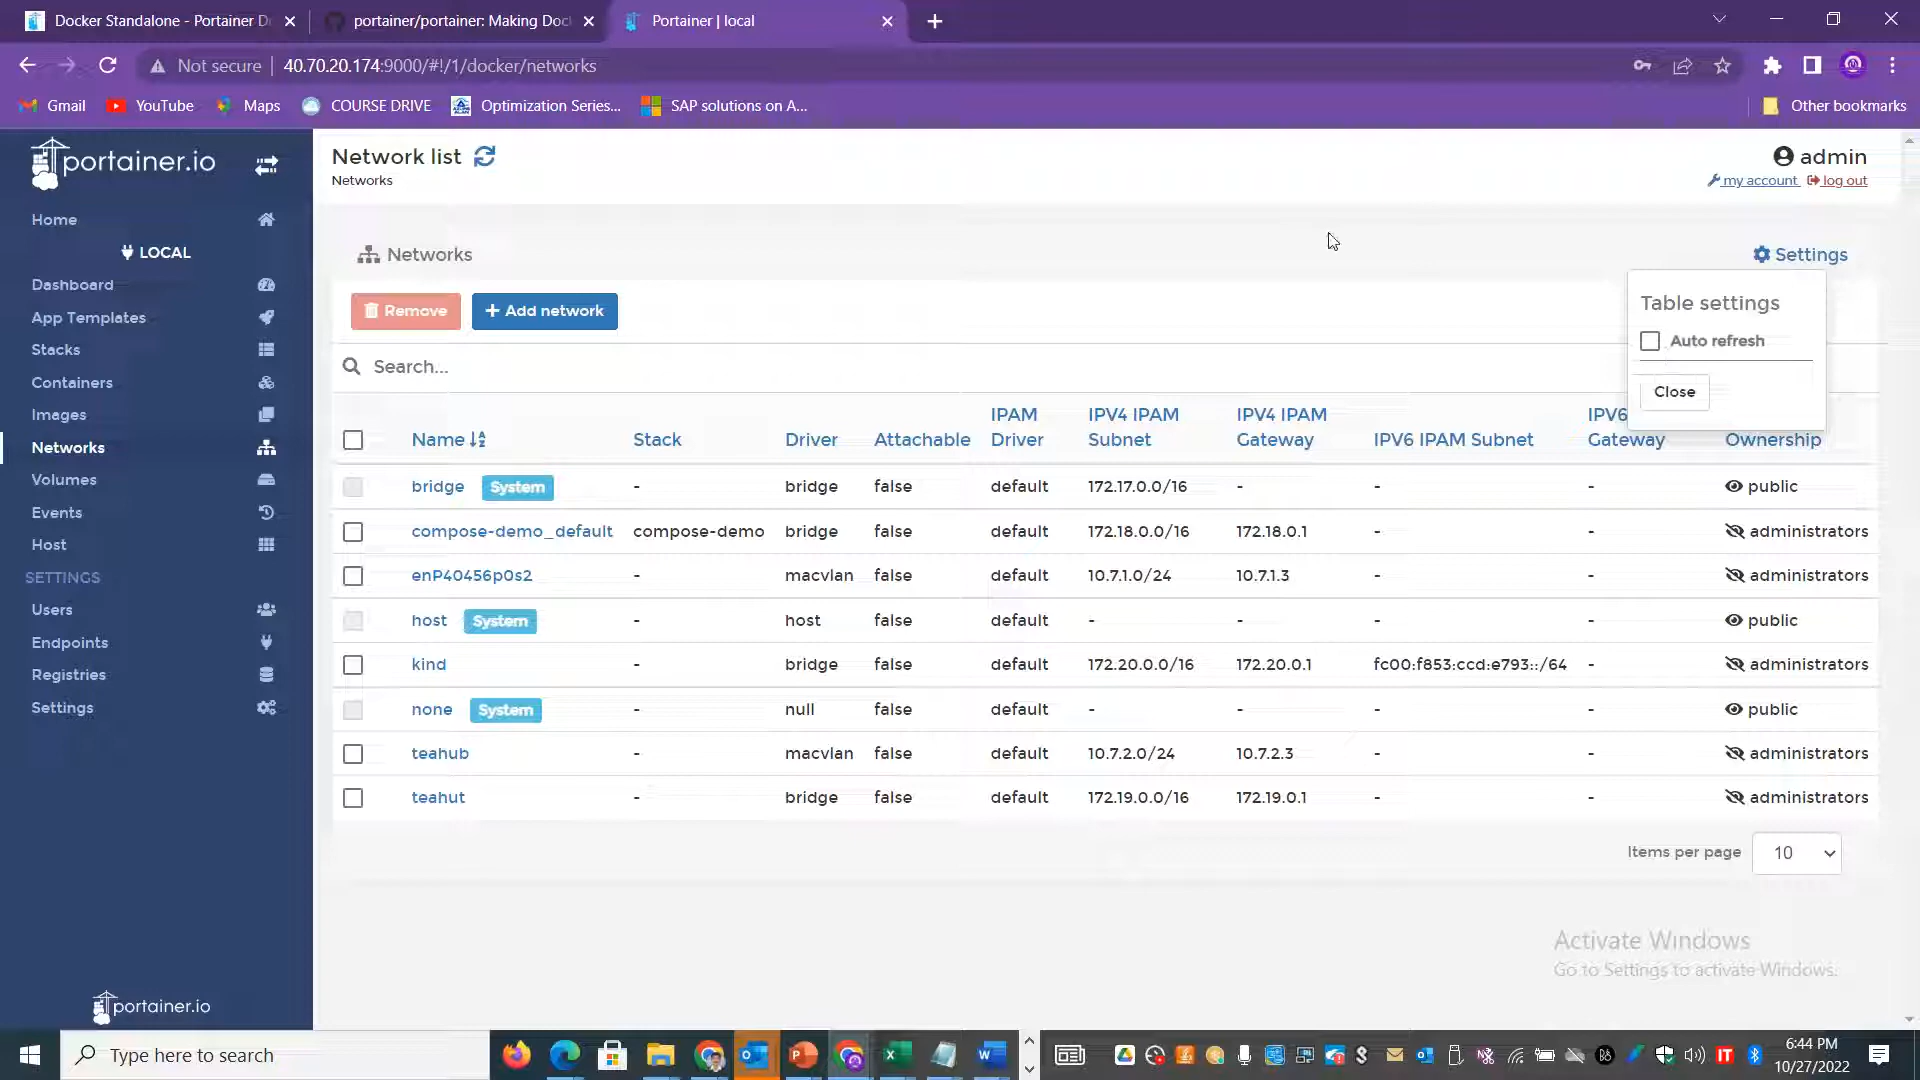 Docker Standalone - Portainer D
portainer/portainer: Making Doc
Portainer | local
Not secure
40.70.20.174:9000/#!/1/docker/networks
Gmail
YouTube
Maps
COURSE DRIVE
Optimization Series...
SAP solutions on A...
Other bookmarks
portainer.io
Network list
Networks
admin
my account
log out
Home
LOCAL
Dashboard
App Templates
Stacks
Containers
Images
Networks
Volumes
Events
Host
SETTINGS
Users
Endpoints
Registries
Settings
portainer.io
Networks
Settings
Remove
+ Add network
Table settings
Auto refresh
Close
Search...
Name Stack Driver Attachable IPAM Driver IPV4 IPAM Subnet IPV4 IPAM Gateway IPV6 IPAM Subnet IPV6 Gateway Ownership
bridge System - bridge false default 172.17.0.0/16 - - - public
compose-demo_default compose-demo bridge false default 172.18.0.0/16 172.18.0.1 - - administrators
enP40456p0s2 - macvlan false default 10.7.1.0/24 10.7.1.3 - - administrators
host System - host false default - - - - public
kind - bridge false default 172.20.0.0/16 172.20.0.1 fc00:f853:ccd:e793::/64 - administrators
none System - null false default - - - - public
teahub - macvlan false default 10.7.2.0/24 10.7.2.3 - - administrators
teahut - bridge false default 172.19.0.0/16 172.19.0.1 - - administrators
Items per page 10
Activate Windows
Go to Settings to activate Windows.
Type here to search
6:44 PM
10/27/2022